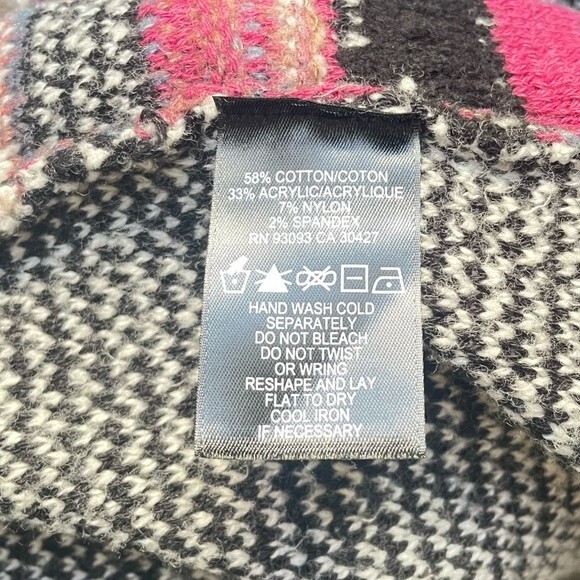 58% COTTON/COTON
33% ACRYLIC/ACRYLIQUE
7% NYLON
2% SPANDEX
RN 93093 CA 30427
HAND WASH COLD
SEPARATELY
DO NOT BLEACH
DO NOT TWIST
OR WRING
RESHAPE AND LAY
FLAT TO DRY
COOL IRON
IF NECESSARY